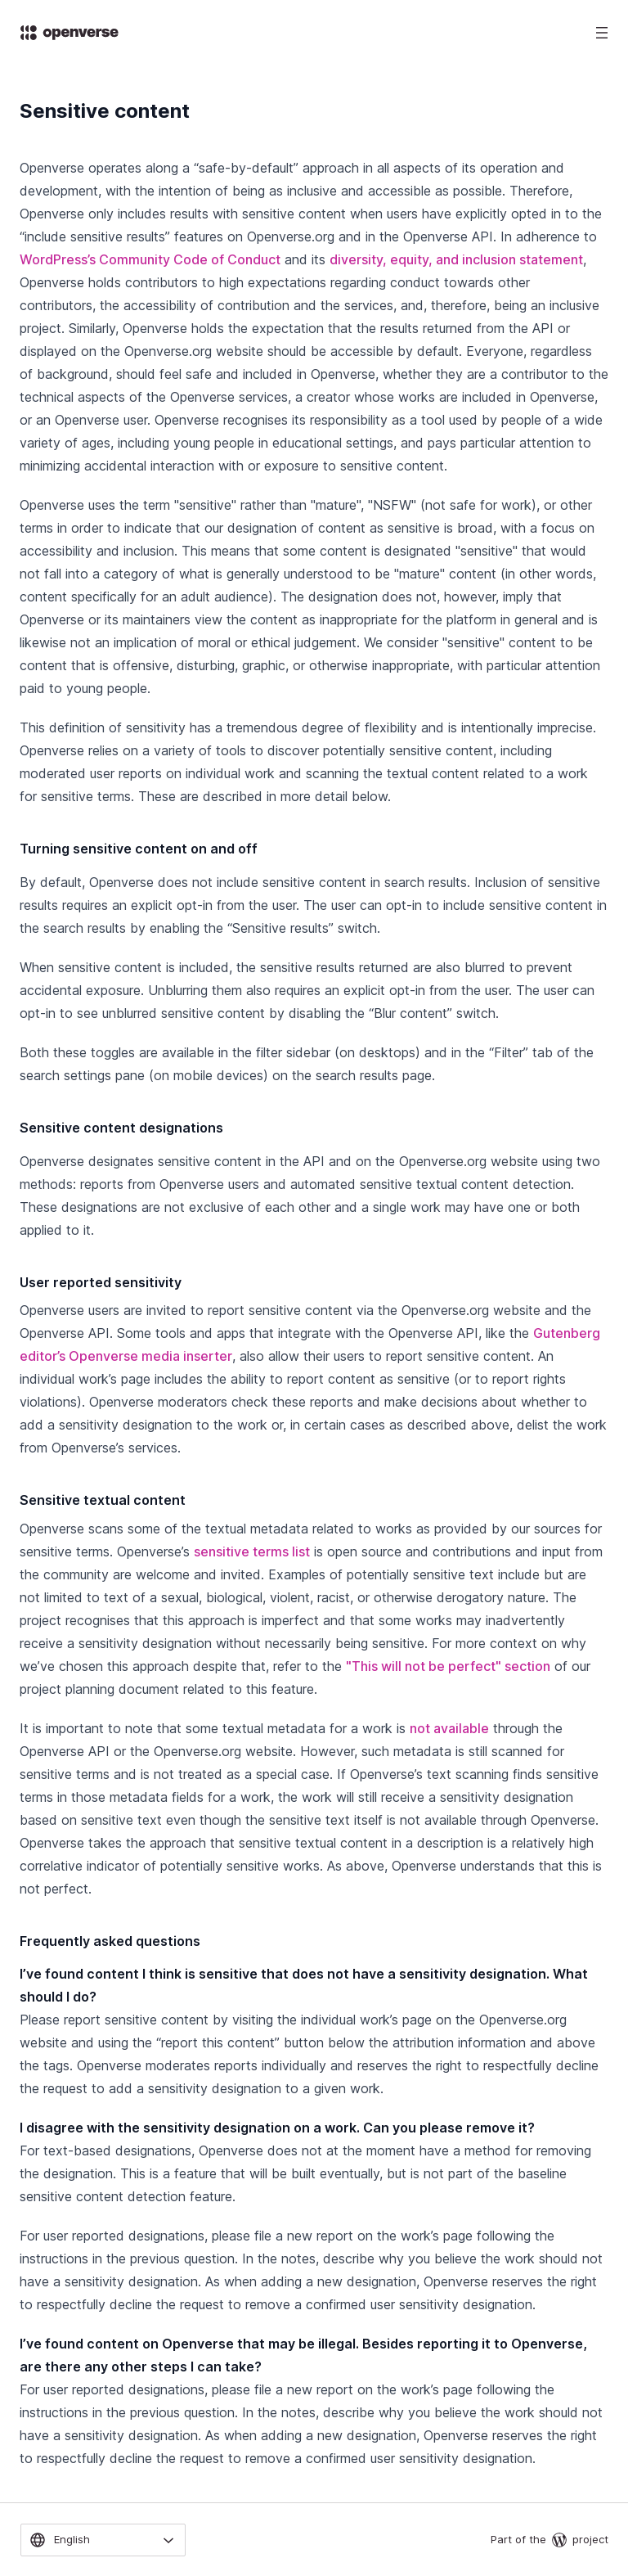 openverse
Sensitive content
Openverse operates along a “safe-by-default” approach in all aspects of its operation and
development, with the intention of being as inclusive and accessible as possible. Therefore,
Openverse only includes results with sensitive content when users have explicitly opted in to the
“include sensitive results” features on Openverse.org and in the Openverse API. In adherence to
WordPress’s Community Code of Conduct and its diversity, equity, and inclusion statement,
Openverse holds contributors to high expectations regarding conduct towards other
contributors, the accessibility of contribution and the services, and, therefore, being an inclusive
project. Similarly, Openverse holds the expectation that the results returned from the API or
displayed on the Openverse.org website should be accessible by default. Everyone, regardless
of background, should feel safe and included in Openverse, whether they are a contributor to the
technical aspects of the Openverse services, a creator whose works are included in Openverse,
or an Openverse user. Openverse recognises its responsibility as a tool used by people of a wide
variety of ages, including young people in educational settings, and pays particular attention to
minimizing accidental interaction with or exposure to sensitive content.
Openverse uses the term "sensitive" rather than "mature", "NSFW" (not safe for work), or other
terms in order to indicate that our designation of content as sensitive is broad, with a focus on
accessibility and inclusion. This means that some content is designated "sensitive" that would
not fall into a category of what is generally understood to be "mature" content (in other words,
content specifically for an adult audience). The designation does not, however, imply that
Openverse or its maintainers view the content as inappropriate for the platform in general and is
likewise not an implication of moral or ethical judgement. We consider "sensitive" content to be
content that is offensive, disturbing, graphic, or otherwise inappropriate, with particular attention
paid to young people.
This definition of sensitivity has a tremendous degree of flexibility and is intentionally imprecise.
Openverse relies on a variety of tools to discover potentially sensitive content, including
moderated user reports on individual work and scanning the textual content related to a work
for sensitive terms. These are described in more detail below.
Turning sensitive content on and off
By default, Openverse does not include sensitive content in search results. Inclusion of sensitive
results requires an explicit opt-in from the user. The user can opt-in to include sensitive content in
the search results by enabling the “Sensitive results” switch.
When sensitive content is included, the sensitive results returned are also blurred to prevent
accidental exposure. Unblurring them also requires an explicit opt-in from the user. The user can
opt-in to see unblurred sensitive content by disabling the “Blur content” switch.
Both these toggles are available in the filter sidebar (on desktops) and in the “Filter” tab of the
search settings pane (on mobile devices) on the search results page.
Sensitive content designations
Openverse designates sensitive content in the API and on the Openverse.org website using two
methods: reports from Openverse users and automated sensitive textual content detection.
These designations are not exclusive of each other and a single work may have one or both
applied to it.
User reported sensitivity
Openverse users are invited to report sensitive content via the Openverse.org website and the
Openverse API. Some tools and apps that integrate with the Openverse API, like the Gutenberg
editor’s Openverse media inserter, also allow their users to report sensitive content. An
individual work’s page includes the ability to report content as sensitive (or to report rights
violations). Openverse moderators check these reports and make decisions about whether to
add a sensitivity designation to the work or, in certain cases as described above, delist the work
from Openverse’s services.
Sensitive textual content
Openverse scans some of the textual metadata related to works as provided by our sources for
sensitive terms. Openverse’s sensitive terms list is open source and contributions and input from
the community are welcome and invited. Examples of potentially sensitive text include but are
not limited to text of a sexual, biological, violent, racist, or otherwise derogatory nature. The
project recognises that this approach is imperfect and that some works may inadvertently
receive a sensitivity designation without necessarily being sensitive. For more context on why
we’ve chosen this approach despite that, refer to the "This will not be perfect" section of our
project planning document related to this feature.
It is important to note that some textual metadata for a work is not available through the
Openverse API or the Openverse.org website. However, such metadata is still scanned for
sensitive terms and is not treated as a special case. If Openverse’s text scanning finds sensitive
terms in those metadata fields for a work, the work will still receive a sensitivity designation
based on sensitive text even though the sensitive text itself is not available through Openverse.
Openverse takes the approach that sensitive textual content in a description is a relatively high
correlative indicator of potentially sensitive works. As above, Openverse understands that this is
not perfect.
Frequently asked questions
I’ve found content I think is sensitive that does not have a sensitivity designation. What
should I do?
Please report sensitive content by visiting the individual work’s page on the Openverse.org
website and using the “report this content” button below the attribution information and above
the tags. Openverse moderates reports individually and reserves the right to respectfully decline
the request to add a sensitivity designation to a given work.
I disagree with the sensitivity designation on a work. Can you please remove it?
For text-based designations, Openverse does not at the moment have a method for removing
the designation. This is a feature that will be built eventually, but is not part of the baseline
sensitive content detection feature.
For user reported designations, please file a new report on the work’s page following the
instructions in the previous question. In the notes, describe why you believe the work should not
have a sensitivity designation. As when adding a new designation, Openverse reserves the right
to respectfully decline the request to remove a confirmed user sensitivity designation.
I’ve found content on Openverse that may be illegal. Besides reporting it to Openverse,
are there any other steps I can take?
For user reported designations, please file a new report on the work’s page following the
instructions in the previous question. In the notes, describe why you believe the work should not
have a sensitivity designation. As when adding a new designation, Openverse reserves the right
to respectfully decline the request to remove a confirmed user sensitivity designation.
English
Part of the project